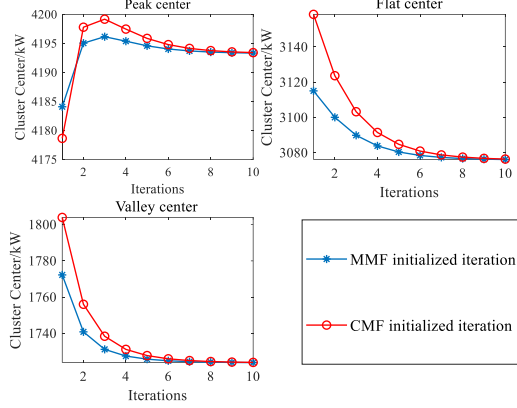 Peak center
Cluster Center/kW
4200
4195
4190
4185
4180
4175
2 4 6 8 10
Iterations
Flat center
Cluster Center/kW
3140
3120
3100
3080
2 4 6 8 10
Iterations
Valley center
Cluster Center/kW
1800
1780
1760
1740
2 4 6 8 10
Iterations
MMF initialized iteration
CMF initialized iteration